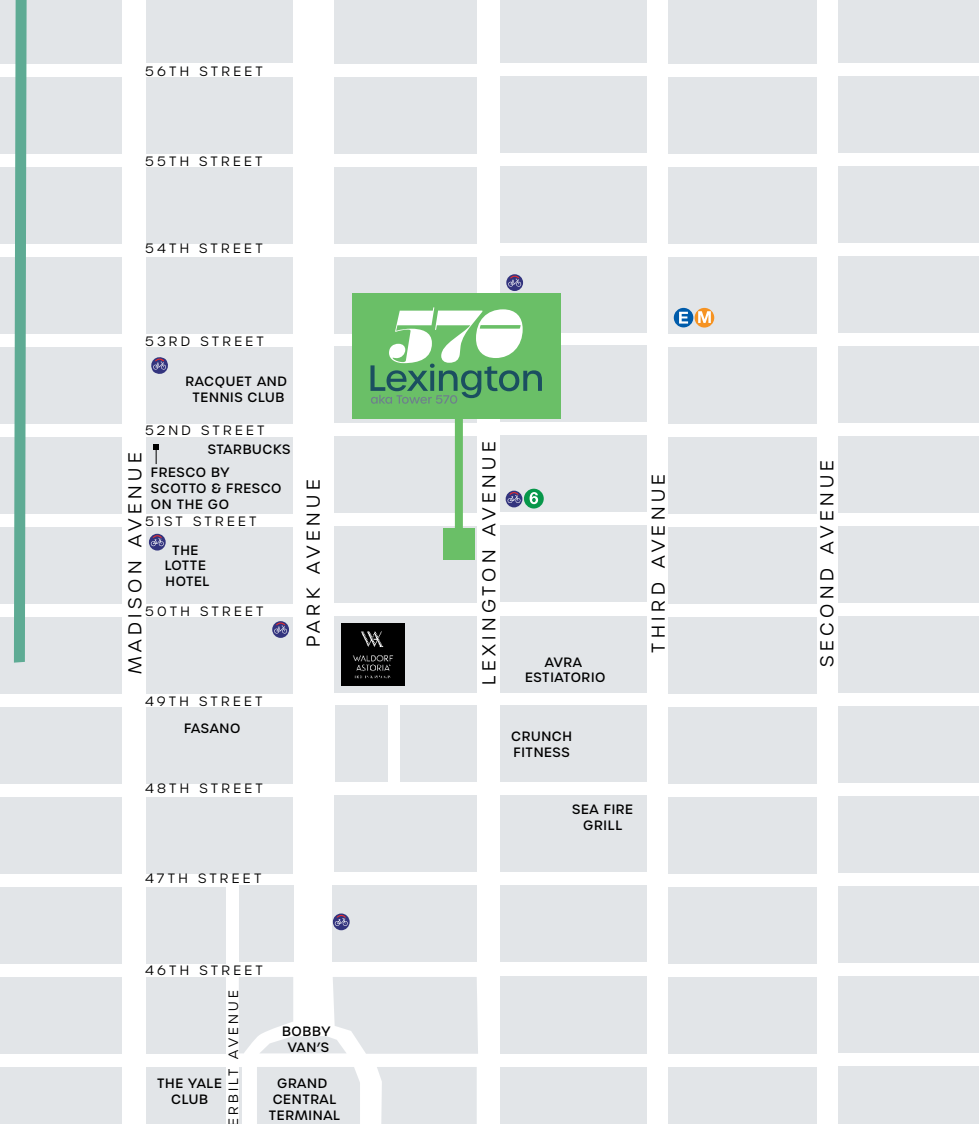 56TH STREET
55TH STREET
54TH STREET
570
Lexington
aka Tower 570
E M
53RD STREET
RACQUET AND
TENNIS CLUB
52ND STREET
STARBUCKS
FRESCO BY
SCOTTO & FRESCO
ON THE GO
6
51ST STREET
THE
LOTTE
HOTEL
MADISON AVENUE
PARK AVENUE
LEXINGTON AVENUE
THIRD AVENUE
SECOND AVENUE
50TH STREET
WALDORF
ASTORIA
AVRA
ESTIATORIO
49TH STREET
FASANO
CRUNCH
FITNESS
48TH STREET
SEA FIRE
GRILL
47TH STREET
46TH STREET
ERBILT AVENUE
BOBBY
VAN'S
THE YALE
CLUB
GRAND
CENTRAL
TERMINAL